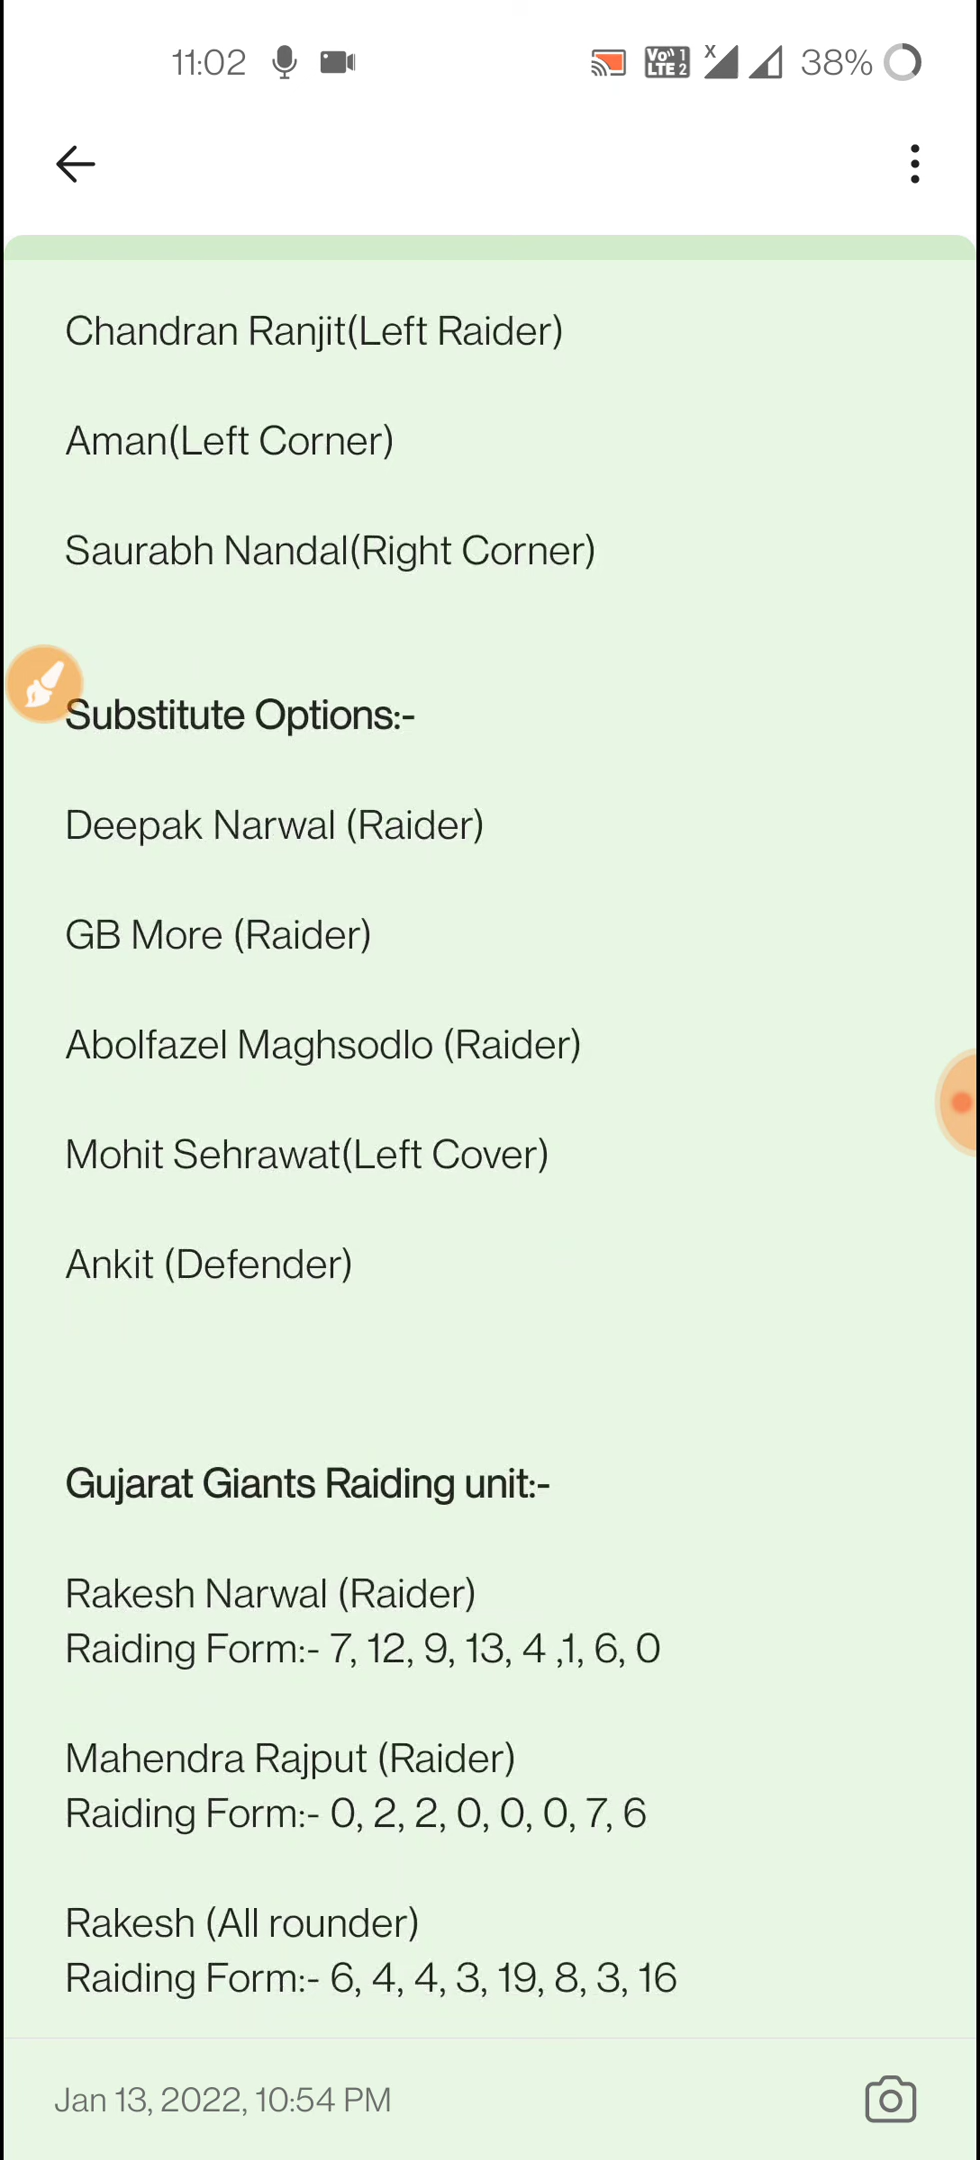 11:02
Vo)) 1
LTE 2
X
38%
Chandran Ranjit(Left Raider)
Aman(Left Corner)
Saurabh Nandal(Right Corner)
Substitute Options:-
Deepak Narwal (Raider)
GB More (Raider)
Abolfazel Maghsodlo (Raider)
Mohit Sehrawat(Left Cover)
Ankit (Defender)
Gujarat Giants Raiding unit:-
Rakesh Narwal (Raider)
Raiding Form:- 7, 12, 9, 13, 4 ,1, 6, 0
Mahendra Rajput (Raider)
Raiding Form:- 0, 2, 2, 0, 0, 0, 7, 6
Rakesh (All rounder)
Raiding Form:- 6, 4, 4, 3, 19, 8, 3, 16
Jan 13, 2022, 10:54 PM